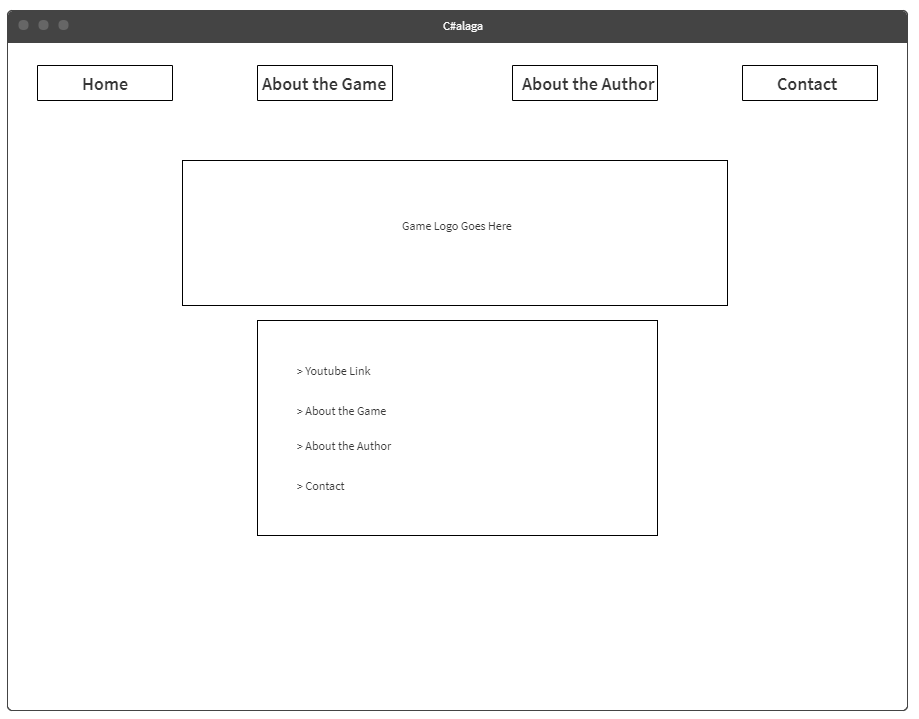 C#alaga
Home
About the Game
About the Author
Contact
Game Logo Goes Here
> Youtube Link
> About the Game
> About the Author
> Contact